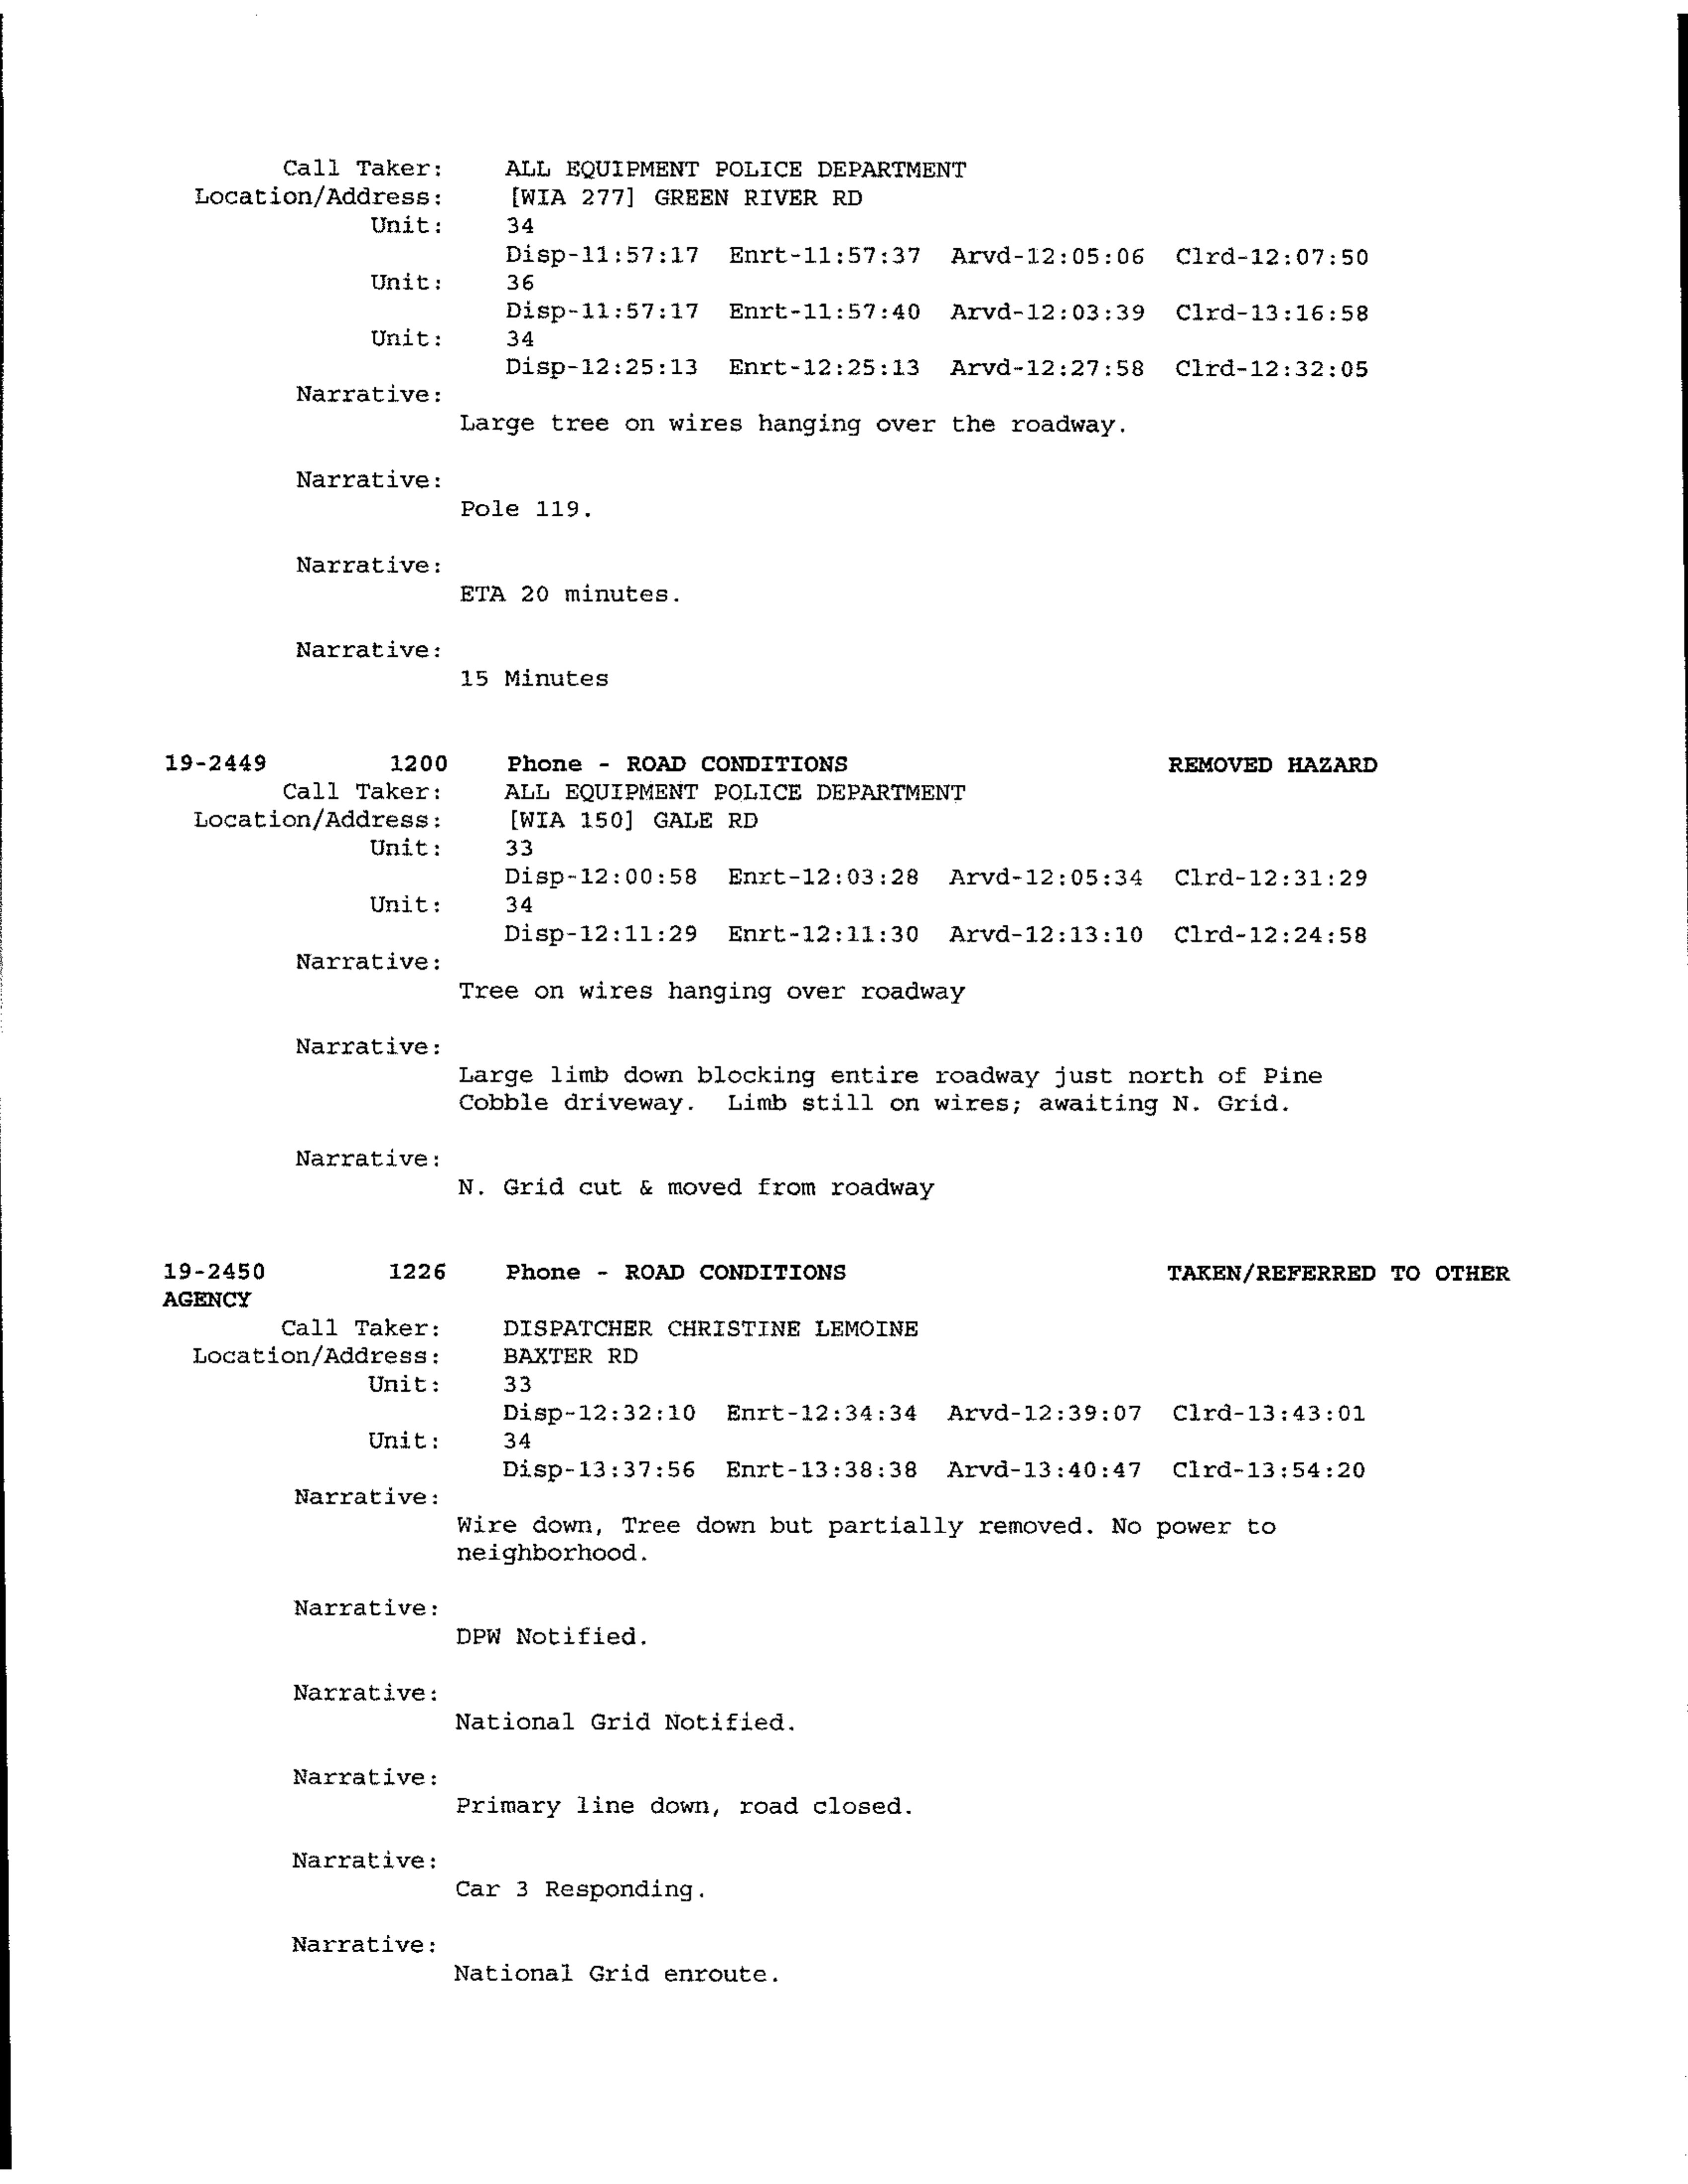 Call Taker: ALL EQUIPMENT POLICE DEPARTMENT
Location/Address: [WIA 277] GREEN RIVER RD
Unit: 34
Disp-11:57:17 Enrt-11:57:37 Arvd-12:05:06 Clrd-12:07:50
Unit: 36
Disp-11:57:17 Enrt-11:57:40 Arvd-12:03:39 Clrd-13:16:58
Unit: 34
Disp-12:25:13 Enrt-12:25:13 Arvd-12:27:58 Clrd-12:32:05
Narrative:
Large tree on wires hanging over the roadway.
Narrative:
Pole 119.
Narrative:
ETA 20 minutes.
Narrative:
15 Minutes
19-2449 1200 Phone - ROAD CONDITIONS REMOVED HAZARD
Call Taker: ALL EQUIPMENT POLICE DEPARTMENT
Location/Address: [WIA 150] GALE RD
Unit: 33
Disp-12:00:58 Enrt-12:03:28 Arvd-12:05:34 Clrd-12:31:29
Unit: 34
Disp-12:11:29 Enrt-12:11:30 Arvd-12:13:10 Clrd-12:24:58
Narrative:
Tree on wires hanging over roadway
Narrative:
Large limb down blocking entire roadway just north of Pine
Cobble driveway. Limb still on wires; awaiting N. Grid.
Narrative:
N. Grid cut & moved from roadway
19-2450 1226 Phone - ROAD CONDITIONS TAKEN/REFERRED TO OTHER
AGENCY
Call Taker: DISPATCHER CHRISTINE LEMOINE
Location/Address: BAXTER RD
Unit: 33
Disp-12:32:10 Enrt-12:34:34 Arvd-12:39:07 Clrd-13:43:01
Unit: 34
Disp-13:37:56 Enrt-13:38:38 Arvd-13:40:47 Clrd-13:54:20
Narrative:
Wire down, Tree down but partially removed. No power to
neighborhood.
Narrative:
DPW Notified.
Narrative:
National Grid Notified.
Narrative:
Primary line down, road closed.
Narrative:
Car 3 Responding.
Narrative:
National Grid enroute.